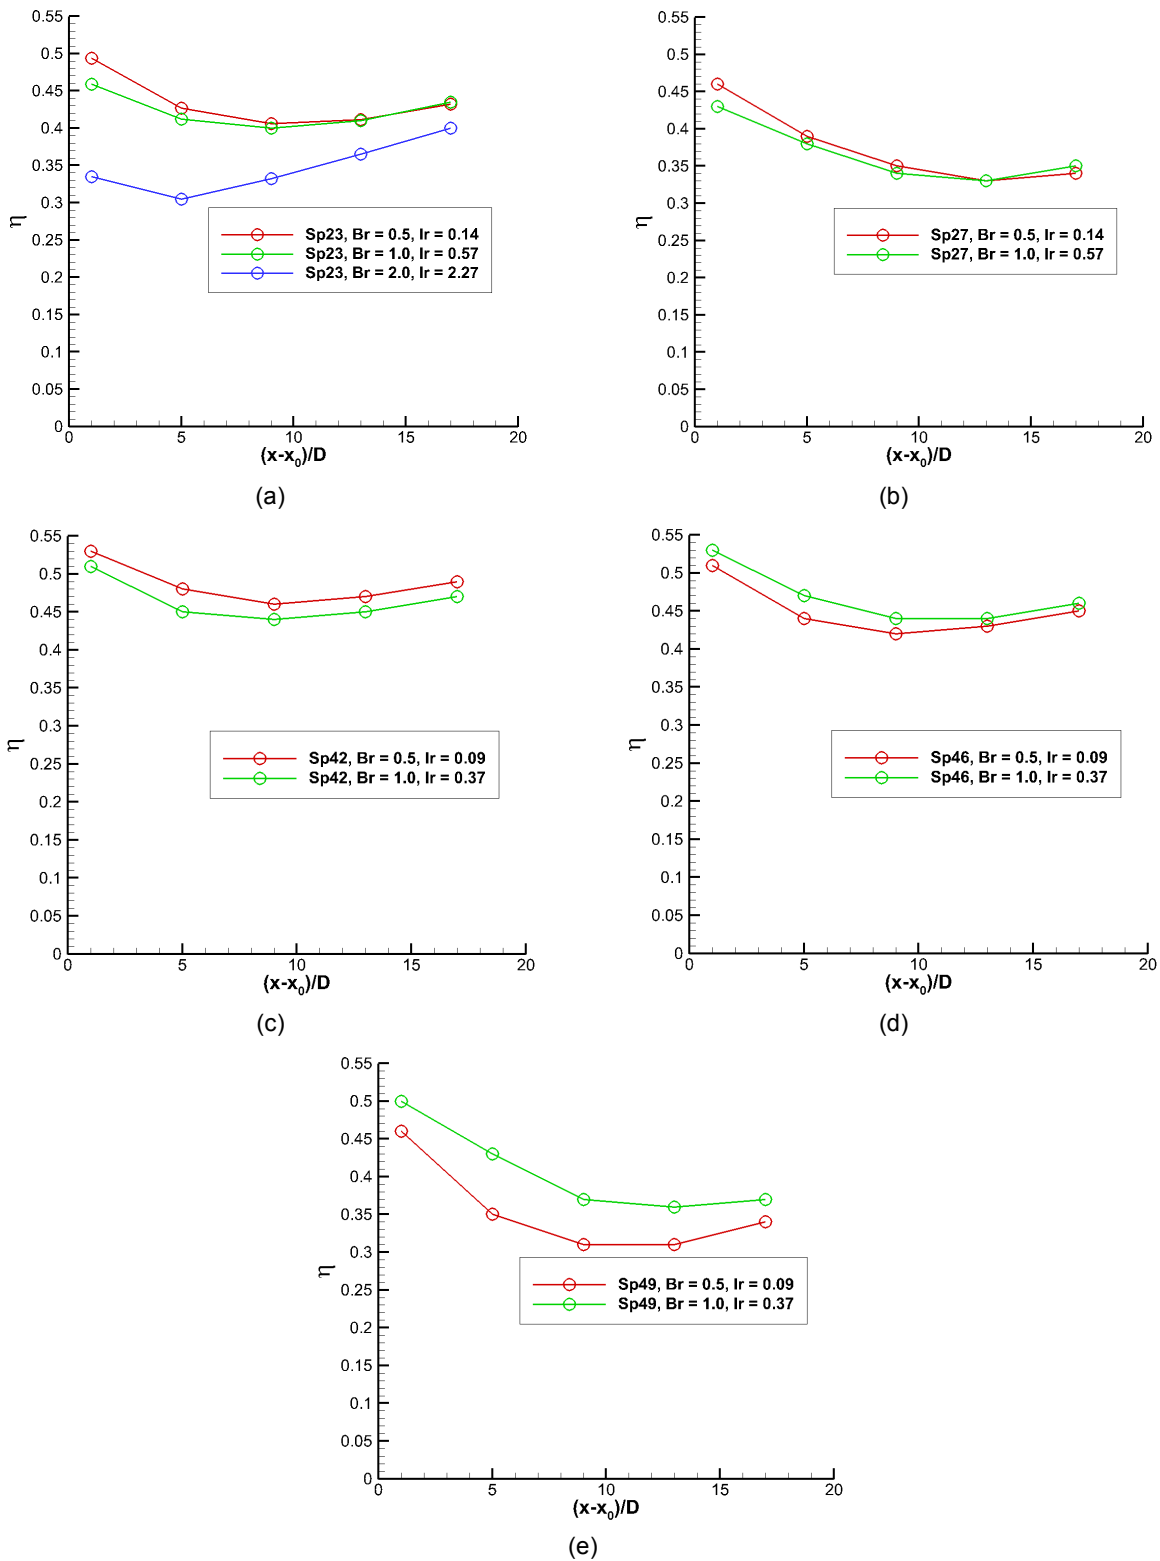 0.55
0.5
0.45
0.4
0.35
0.3
0.25
0.2
0.15
0.1
0.05
0
η
Sp23, Br = 0.5, Ir = 0.14
Sp23, Br = 1.0, Ir = 0.57
Sp23, Br = 2.0, Ir = 2.27
0 5 10 15 20
(x-x₀)/D
(a)
0.55
0.5
0.45
0.4
0.35
0.3
0.25
0.2
0.15
0.1
0.05
0
η
Sp27, Br = 0.5, Ir = 0.14
Sp27, Br = 1.0, Ir = 0.57
0 5 10 15 20
(x-x₀)/D
(b)
0.55
0.5
0.45
0.4
0.35
0.3
0.25
0.2
0.15
0.1
0.05
0
η
Sp42, Br = 0.5, Ir = 0.09
Sp42, Br = 1.0, Ir = 0.37
0 5 10 15 20
(x-x₀)/D
(c)
0.55
0.5
0.45
0.4
0.35
0.3
0.25
0.2
0.15
0.1
0.05
0
η
Sp46, Br = 0.5, Ir = 0.09
Sp46, Br = 1.0, Ir = 0.37
0 5 10 15 20
(x-x₀)/D
(d)
0.55
0.5
0.45
0.4
0.35
0.3
0.25
0.2
0.15
0.1
0.05
0
η
Sp49, Br = 0.5, Ir = 0.09
Sp49, Br = 1.0, Ir = 0.37
0 5 10 15 20
(x-x₀)/D
(e)